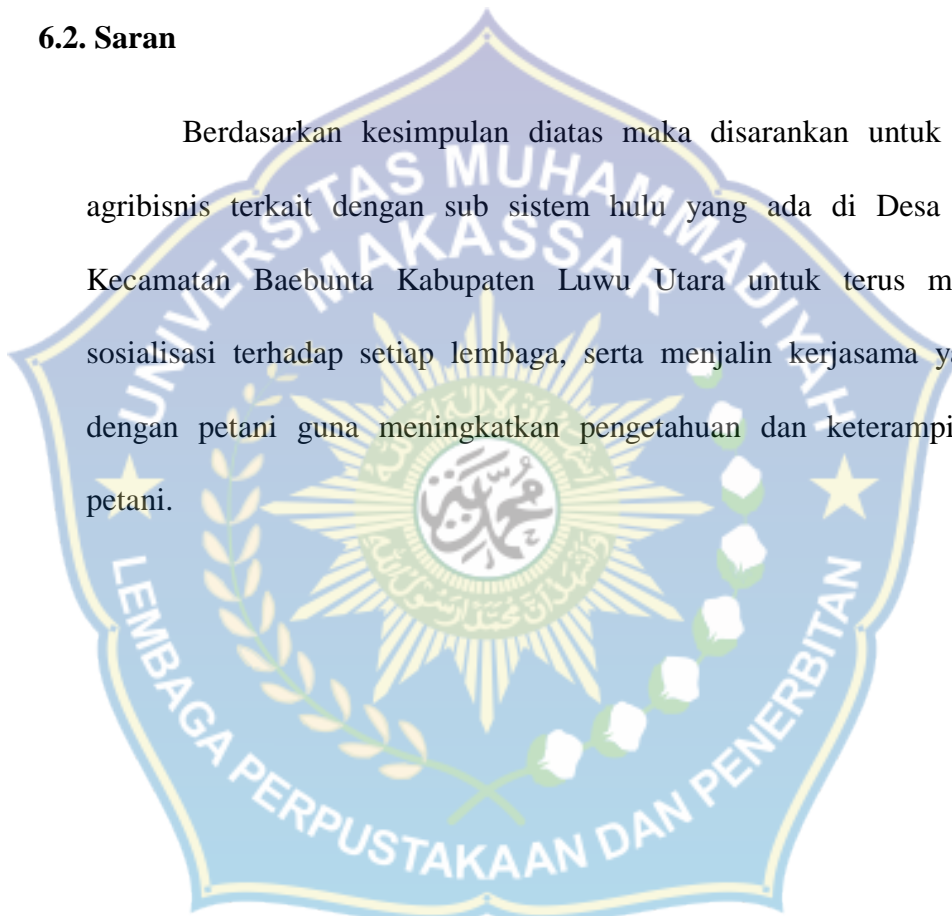 6.2. Saran
Berdasarkan kesimpulan diatas maka disarankan untuk
agribisnis terkait dengan sub sistem hulu yang ada di Desa
Kecamatan Baebunta Kabupaten Luwu Utara untuk terus m
sosialisasi terhadap setiap lembaga, serta menjalin kerjasama ya
dengan petani guna meningkatkan pengetahuan dan keterampi
petani.
UNIVERSITAS MUHAMMADIYAH
MAKASSAR
LEMBAGA PERPUSTAKAAN DAN PENERBITAN